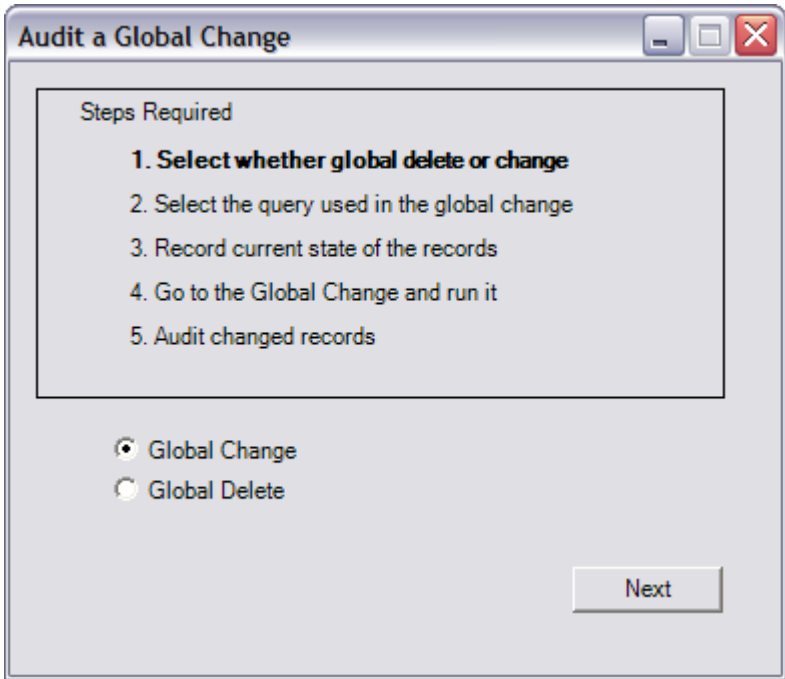 Audit a Global Change
Steps Required
1. Select whether global delete or change
2. Select the query used in the global change
3. Record current state of the records
4. Go to the Global Change and run it
5. Audit changed records
Global Change
Global Delete
Next